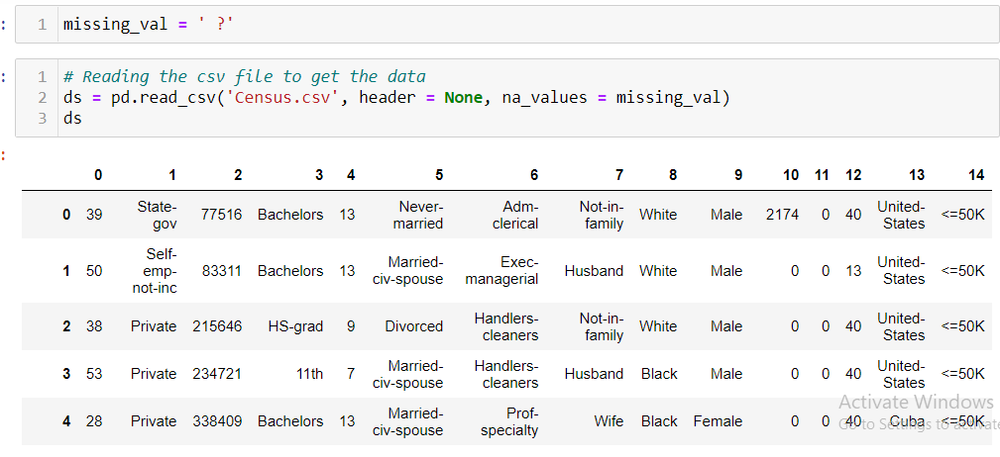 : 1 missing_val = ' ?'
: 1 # Reading the csv file to get the data
2 ds = pd.read_csv('Census.csv', header = None, na_values = missing_val)
3 ds
:
0 1 2 3 4 5 6 7 8 9 10 11 12 13 14
0 39 State-gov 77516 Bachelors 13 Never-married Adm-clerical Not-in-family White Male 2174 0 40 United-States <=50K
1 50 Self-emp-not-inc 83311 Bachelors 13 Married-civ-spouse Exec-managerial Husband White Male 0 0 13 United-States <=50K
2 38 Private 215646 HS-grad 9 Divorced Handlers-cleaners Not-in-family White Male 0 0 40 United-States <=50K
3 53 Private 234721 11th 7 Married-civ-spouse Handlers-cleaners Husband Black Male 0 0 40 United-States <=50K
4 28 Private 338409 Bachelors 13 Married-civ-spouse Prof-specialty Wife Black Female 0 0 40 Cuba <=50K
Activate Windows
Go to Settings to activate